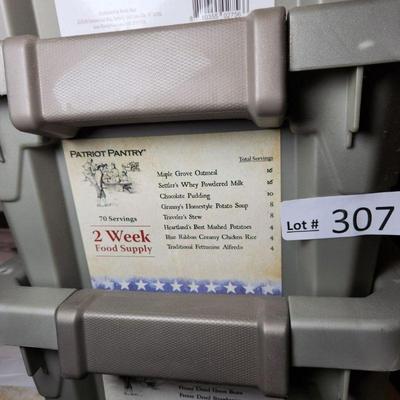 PATRIOT PANTRY
70 Servings
2 Week
Food Supply
Total Servings
Maple Grove Oatmeal 16
Settler's Whey Powdered Milk 16
Chocolate Pudding 10
Granny's Homestyle Potato Soup 8
Traveler's Stew 8
Heartland's Best Mashed Potatoes 4
Blue Ribbon Creamy Chicken Rice 4
Traditional Fettuccine Alfredo 4
Lot # 307